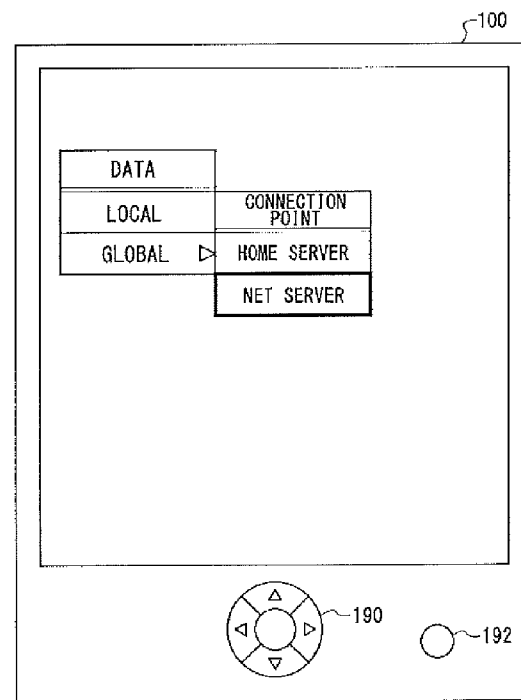 100
DATA
LOCAL
GLOBAL
CONNECTION
POINT
HOME SERVER
NET SERVER
190
192